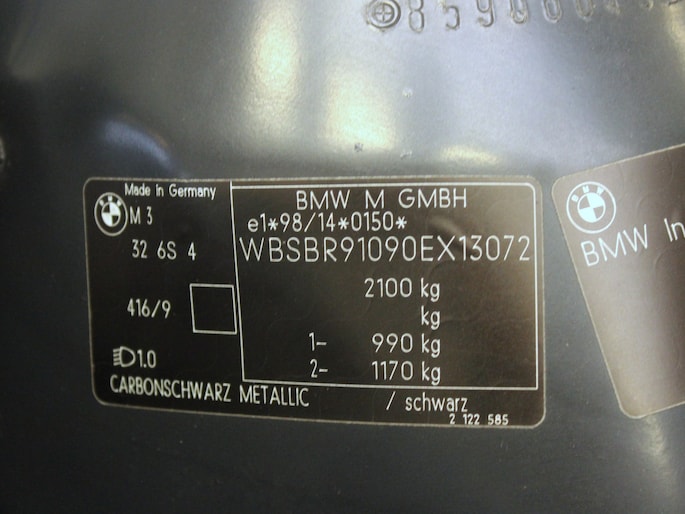 Made in Germany
M 3
32 6S 4
416/9
1.0
BMW M GMBH
e1*98/14*0150*
WBSBR91090EX13072
2100 kg
kg
1- 990 kg
2- 1170 kg
CARBONSCHWARZ METALLIC / schwarz
2 122 585
BMW In